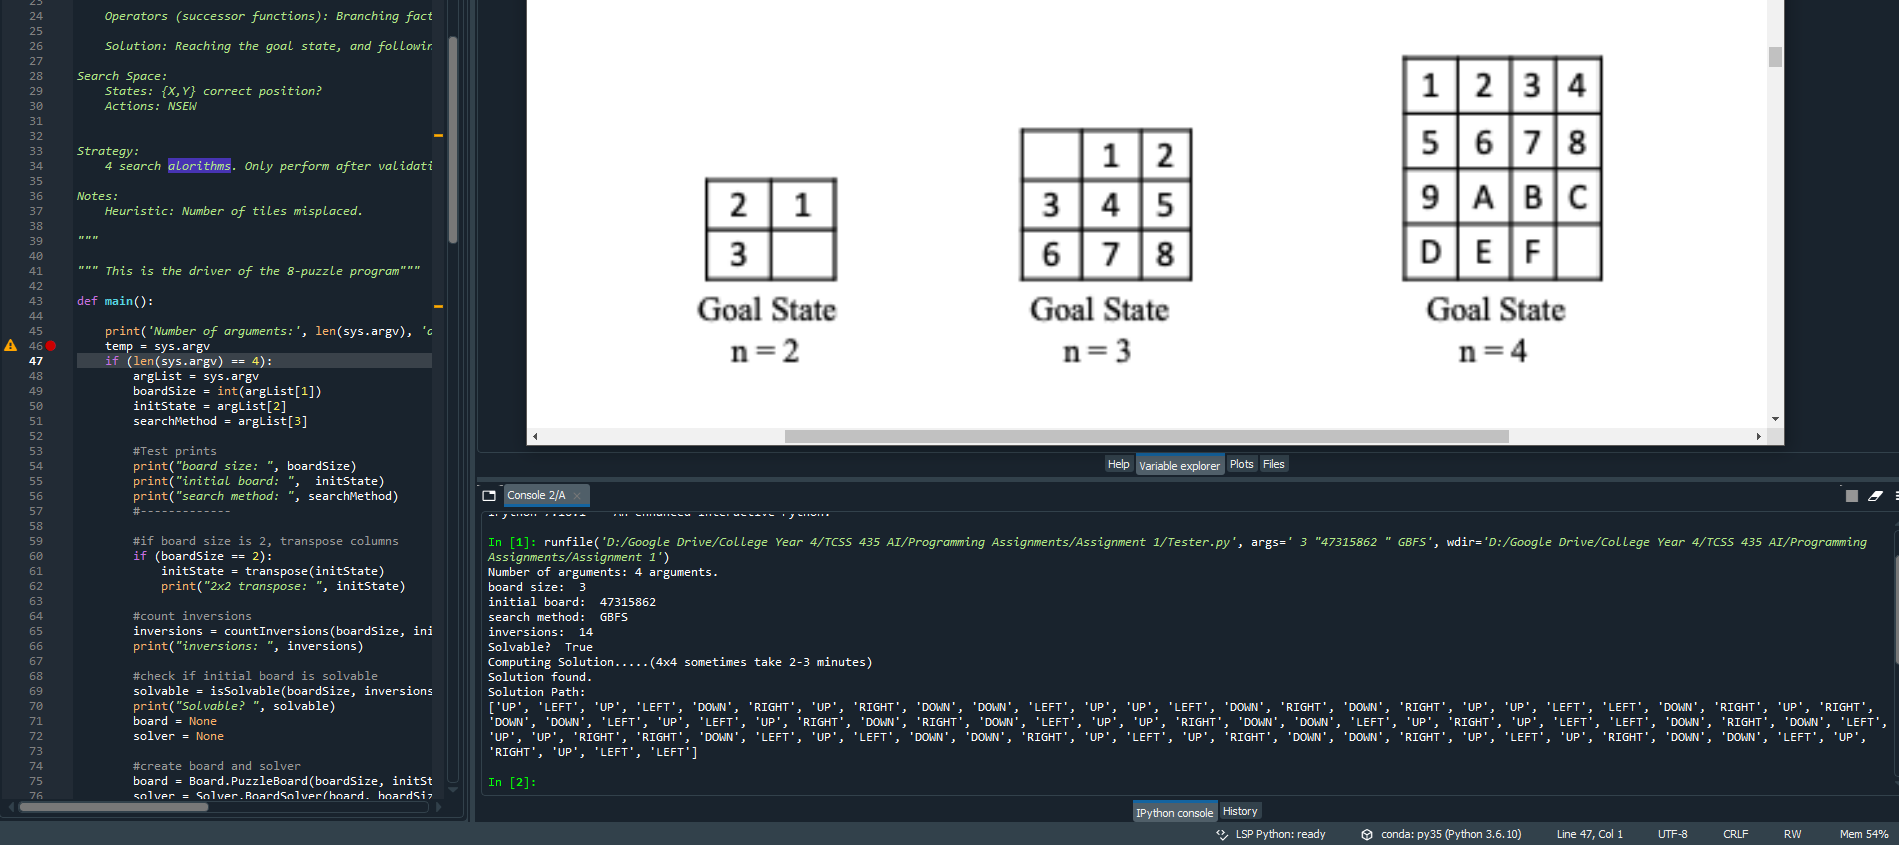 23
24 Operators (successor functions): Branching fact
25
26 Solution: Reaching the goal state, and followin
27
28 Search Space:
29 States: {X,Y} correct position?
30 Actions: NSEW
31
32
33 Strategy:
34 4 search alorithms. Only perform after validati
35
36 Notes:
37 Heuristic: Number of tiles misplaced.
38
39 """
40
41 """ This is the driver of the 8-puzzle program"""
42
43 def main():
44
45 print('Number of arguments:', len(sys.argv), 'a
46 temp = sys.argv
47 if (len(sys.argv) == 4):
48 argList = sys.argv
49 boardSize = int(argList[1])
50 initState = argList[2]
51 searchMethod = argList[3]
52
53 #Test prints
54 print("board size: ", boardSize)
55 print("initial board: ",  initState)
56 print("search method: ", searchMethod)
57 #-------------
58
59 #if board size is 2, transpose columns
60 if (boardSize == 2):
61 initState = transpose(initState)
62 print("2x2 transpose: ", initState)
63
64 #count inversions
65 inversions = countInversions(boardSize, ini
66 print("inversions: ", inversions)
67
68 #check if initial board is solvable
69 solvable = isSolvable(boardSize, inversions
70 print("Solvable? ", solvable)
71 board = None
72 solver = None
73
74 #create board and solver
75 board = Board.PuzzleBoard(boardSize, initSt
76 solver = Solver.BoardSolver(board, boardSiz
2 1
3
Goal State
n = 2
1 2
3 4 5
6 7 8
Goal State
n = 3
1 2 3 4
5 6 7 8
9 A B C
D E F
Goal State
n = 4
Help Variable explorer Plots Files
Console 2/A
IPython 7.16.1 -- An enhanced Interactive Python.
In [1]: runfile('D:/Google Drive/College Year 4/TCSS 435 AI/Programming Assignments/Assignment 1/Tester.py', args=' 3 "47315862 " GBFS', wdir='D:/Google Drive/College Year 4/TCSS 435 AI/Programming
Assignments/Assignment 1')
Number of arguments: 4 arguments.
board size:  3
initial board:  47315862
search method:  GBFS
inversions:  14
Solvable?  True
Computing Solution.....(4x4 sometimes take 2-3 minutes)
Solution found.
Solution Path:
['UP', 'LEFT', 'UP', 'LEFT', 'DOWN', 'RIGHT', 'UP', 'RIGHT', 'DOWN', 'DOWN', 'LEFT', 'UP', 'UP', 'LEFT', 'DOWN', 'RIGHT', 'DOWN', 'RIGHT', 'UP', 'UP', 'LEFT', 'LEFT', 'DOWN', 'RIGHT', 'UP', 'RIGHT',
'DOWN', 'DOWN', 'LEFT', 'UP', 'LEFT', 'UP', 'RIGHT', 'DOWN', 'RIGHT', 'DOWN', 'LEFT', 'UP', 'UP', 'RIGHT', 'DOWN', 'DOWN', 'LEFT', 'UP', 'RIGHT', 'UP', 'LEFT', 'LEFT', 'DOWN', 'RIGHT', 'DOWN', 'LEFT',
'UP', 'UP', 'RIGHT', 'RIGHT', 'DOWN', 'LEFT', 'UP', 'LEFT', 'DOWN', 'DOWN', 'RIGHT', 'UP', 'LEFT', 'UP', 'RIGHT', 'DOWN', 'DOWN', 'RIGHT', 'UP', 'LEFT', 'UP', 'RIGHT', 'DOWN', 'DOWN', 'LEFT', 'UP',
'RIGHT', 'UP', 'LEFT', 'LEFT']
In [2]:
IPython console History
LSP Python: ready conda: py35 (Python 3.6.10) Line 47, Col 1 UTF-8 CRLF RW Mem 54%